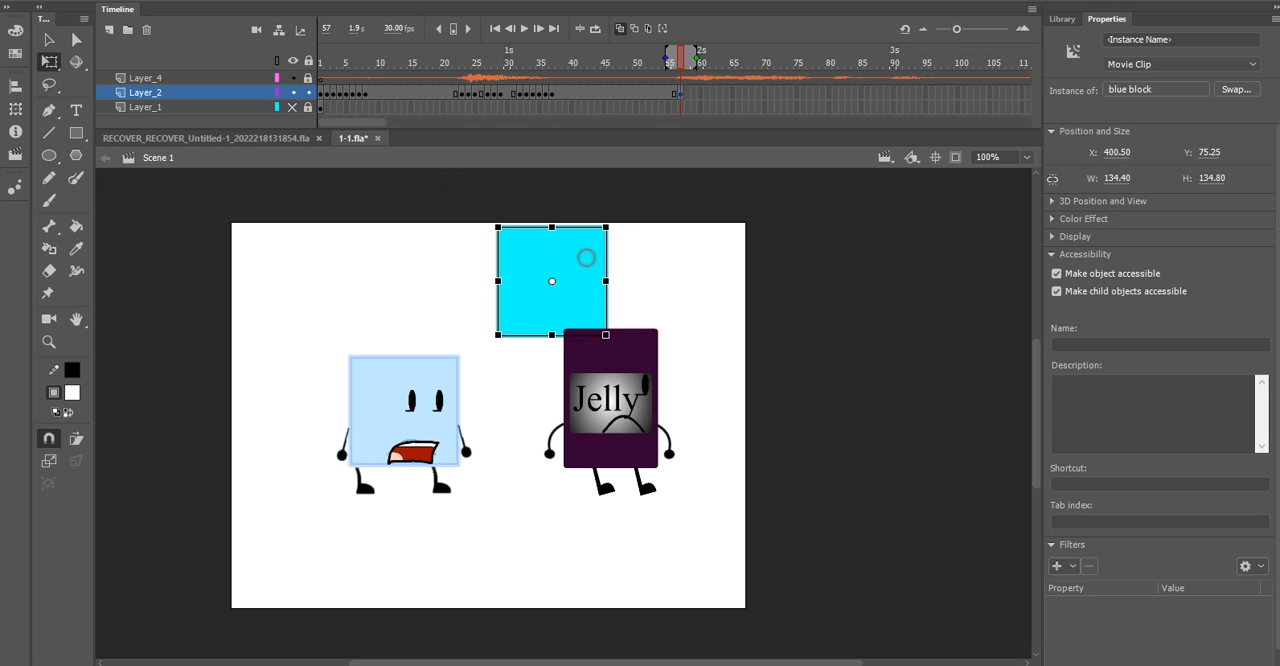 T...
Timeline
Library
Properties
57
1.9s
30.00 fps
<Instance Name>
Movie Clip
Instance of:
blue block
Swap...
1s
2s
3s
1
5
10
15
20
25
30
35
40
45
50
55
65
70
75
80
85
90
95
100
105
11
Layer_4
Layer_2
Layer_1
RECOVER_RECOVER_Untitled-1_2022218131854.fla
1-1.fla*
Scene 1
100%
Position and Size
X: 400.50
Y: 75.25
W: 134.40
H: 134.80
3D Position and View
Color Effect
Display
Accessibility
Make object accessible
Make child objects accessible
Name:
Description:
Shortcut:
Tab index:
Filters
Property
Value
Jelly